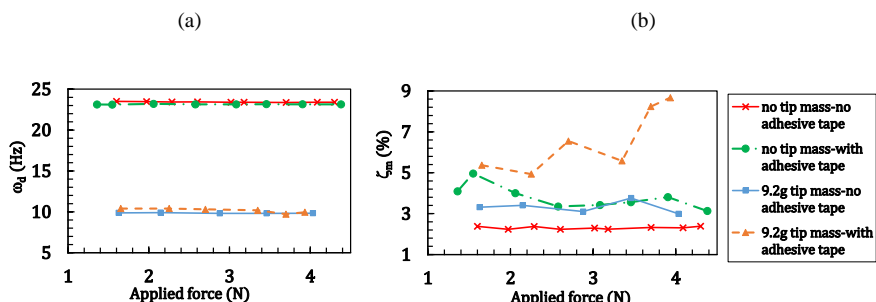 (a)
(b)
25
20
15
10
5
ω_d (Hz)
1
2
3
4
Applied force (N)
9
7
5
3
1
ζ_m (%)
1
2
3
4
Applied force (N)
no tip mass-no
adhesive tape
no tip mass-with
adhesive tape
9.2g tip mass-no
adhesive tape
9.2g tip mass-with
adhesive tape